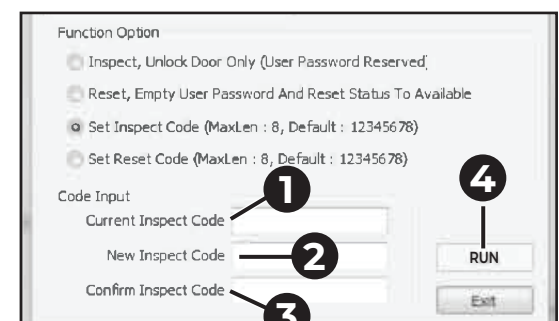 Function Option
Inspect, Unlock Door Only (User Password Reserved)
Reset, Empty User Password And Reset Status To Available
Set Inspect Code (MaxLen : 8, Default : 12345678)
Set Reset Code (MaxLen : 8, Default : 12345678)
Code Input
1
4
Current Inspect Code
New Inspect Code
2
RUN
Confirm Inspect Code
3
Exit